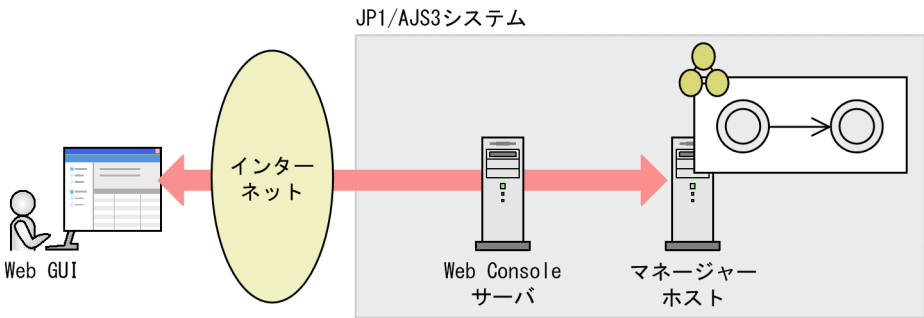 JP1/AJS3システム
インター
ネット
Web GUI
Web Console
サーバ
マネージャー
ホスト